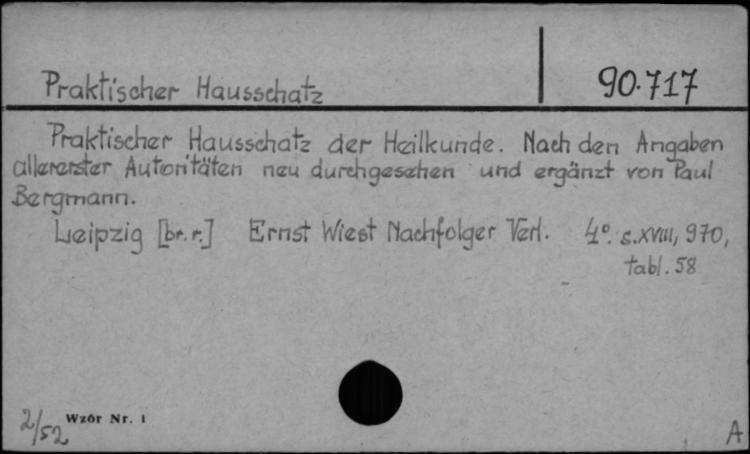 Praktischer Hausschatz
90.717
Praktischer Hausschatz der Heilkunde. Nach den Angaben
allererster Autoritäten neu durchgesehen und ergänzt von Paul
Bergmann.
Leipzig [br. r.] Ernst Wiest Nachfolger Verl. 4°. s. XVIII, 970,
tabl. 58
2/52 Wzór Nr. 1
A